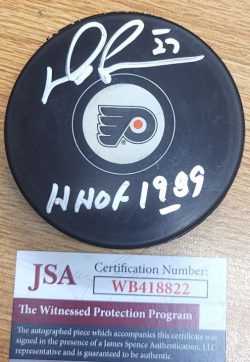 27
HHOF 1989
JSA
Certification Number:
WB418822
The Witnessed Protection Program
The autographed piece which accompanies this certificate was
signed in the presence of a James Spence Authentication, LLC.
representative and is guaranteed to be authentic.